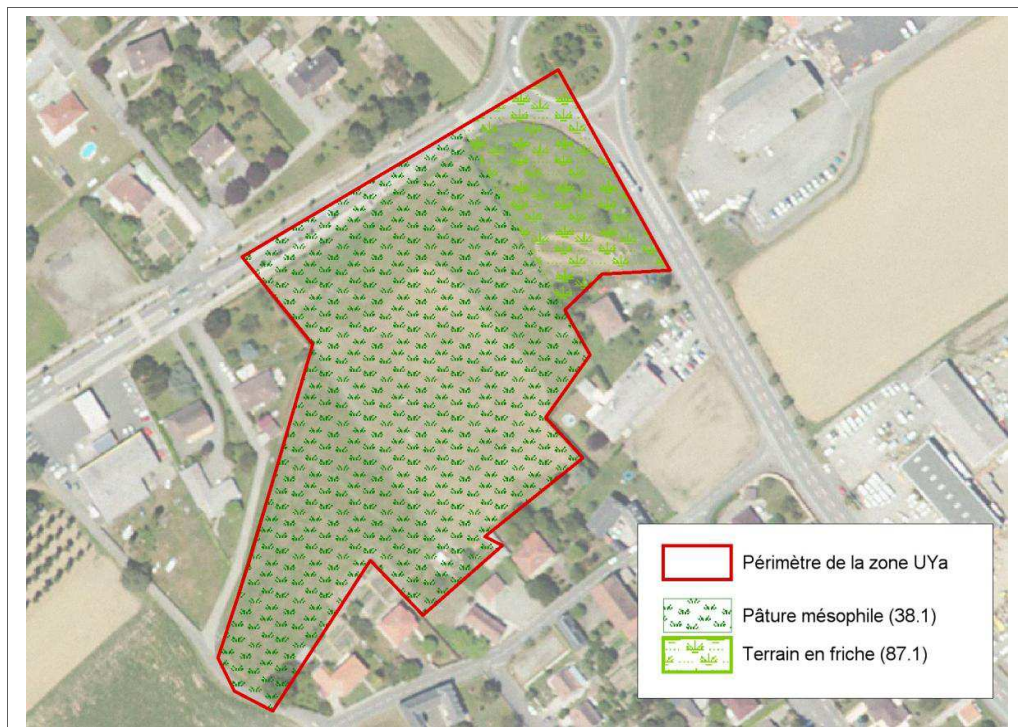 Périmètre de la zone UYa
Pâture mésophile (38.1)
Terrain en friche (87.1)